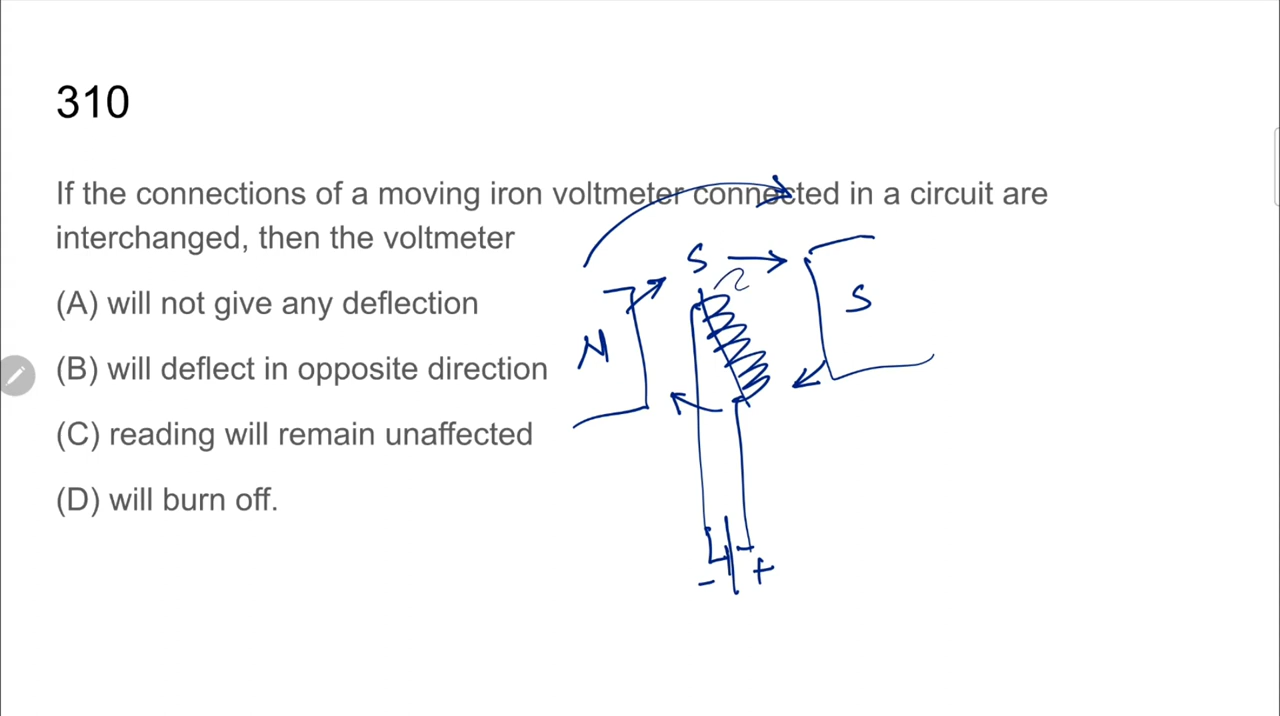 310
If the connections of a moving iron voltmeter connected in a circuit are
interchanged, then the voltmeter
(A) will not give any deflection
(B) will deflect in opposite direction
(C) reading will remain unaffected
(D) will burn off.
S
N
S
- +